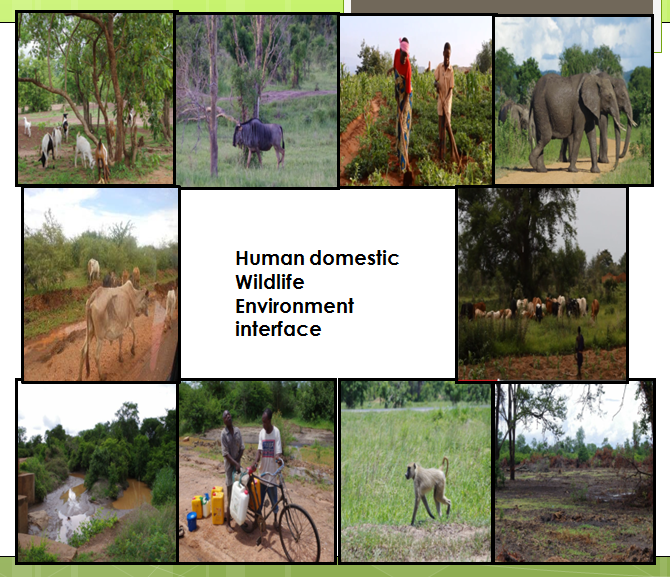 Human domestic
Wildlife
Environment
interface